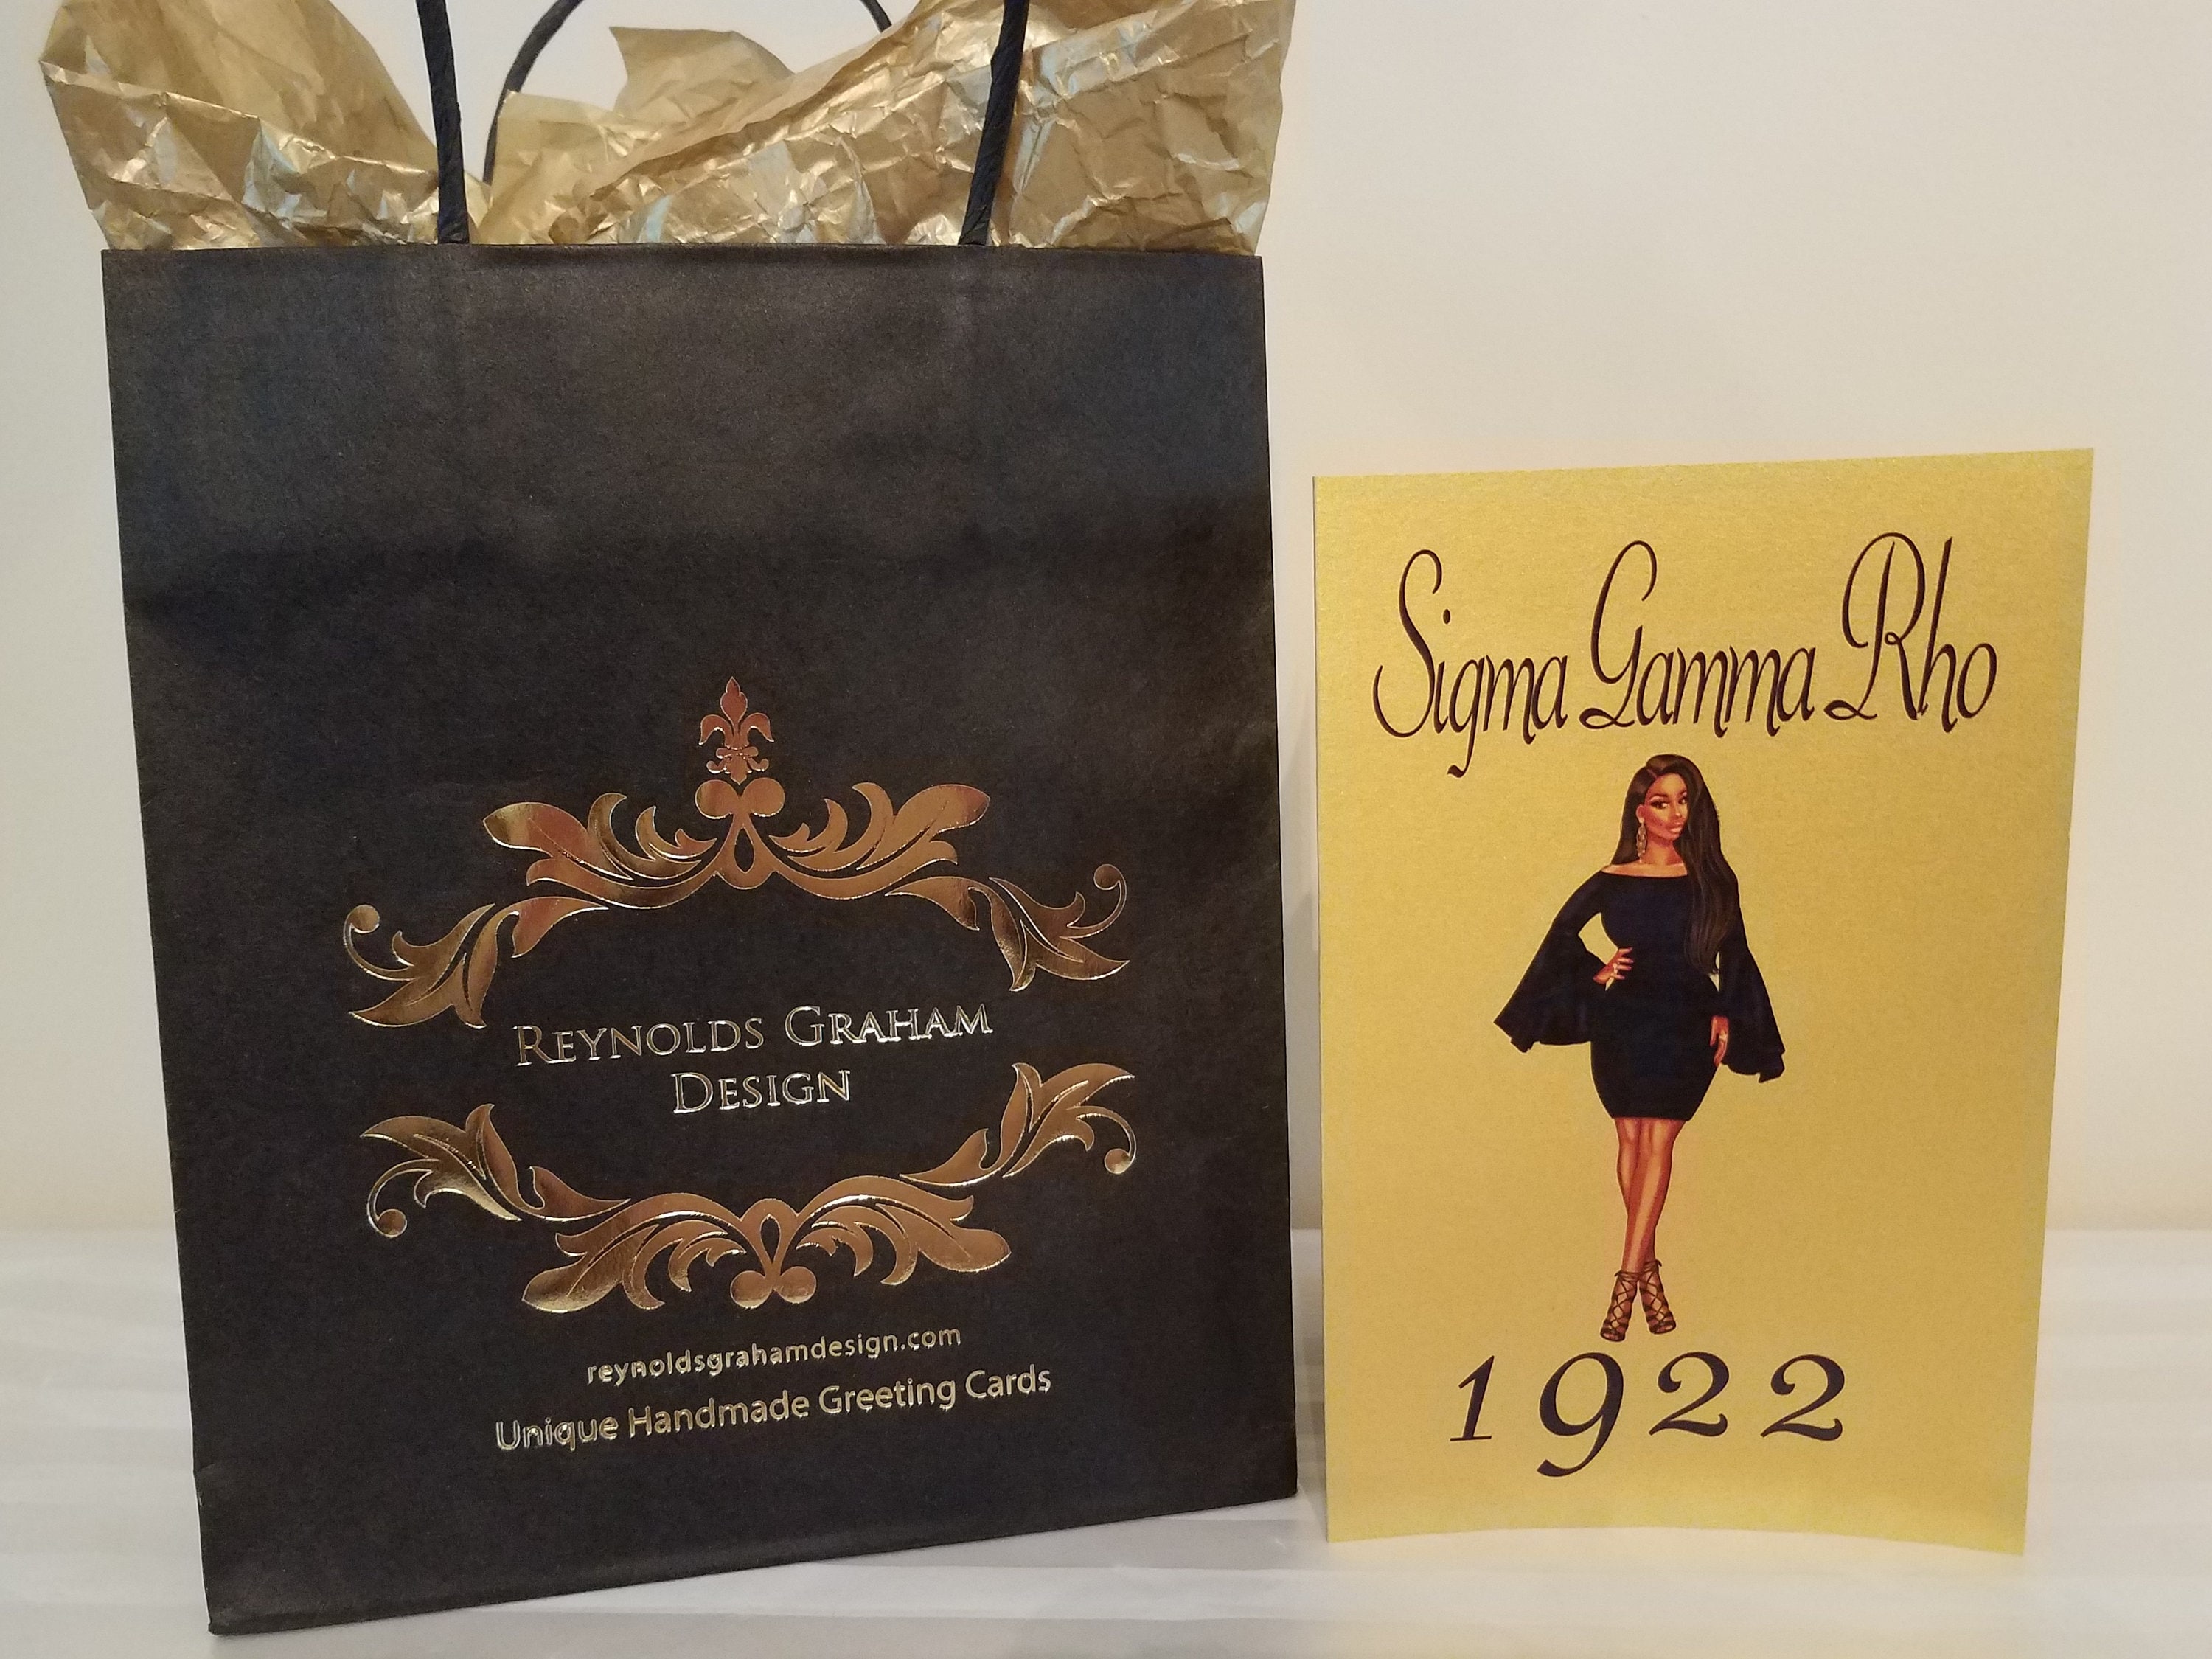 REYNOLDS GRAHAM
DESIGN
reynoldsgrahamdesign.com
Unique Handmade Greeting Cards
Sigma Gamma Rho
1922